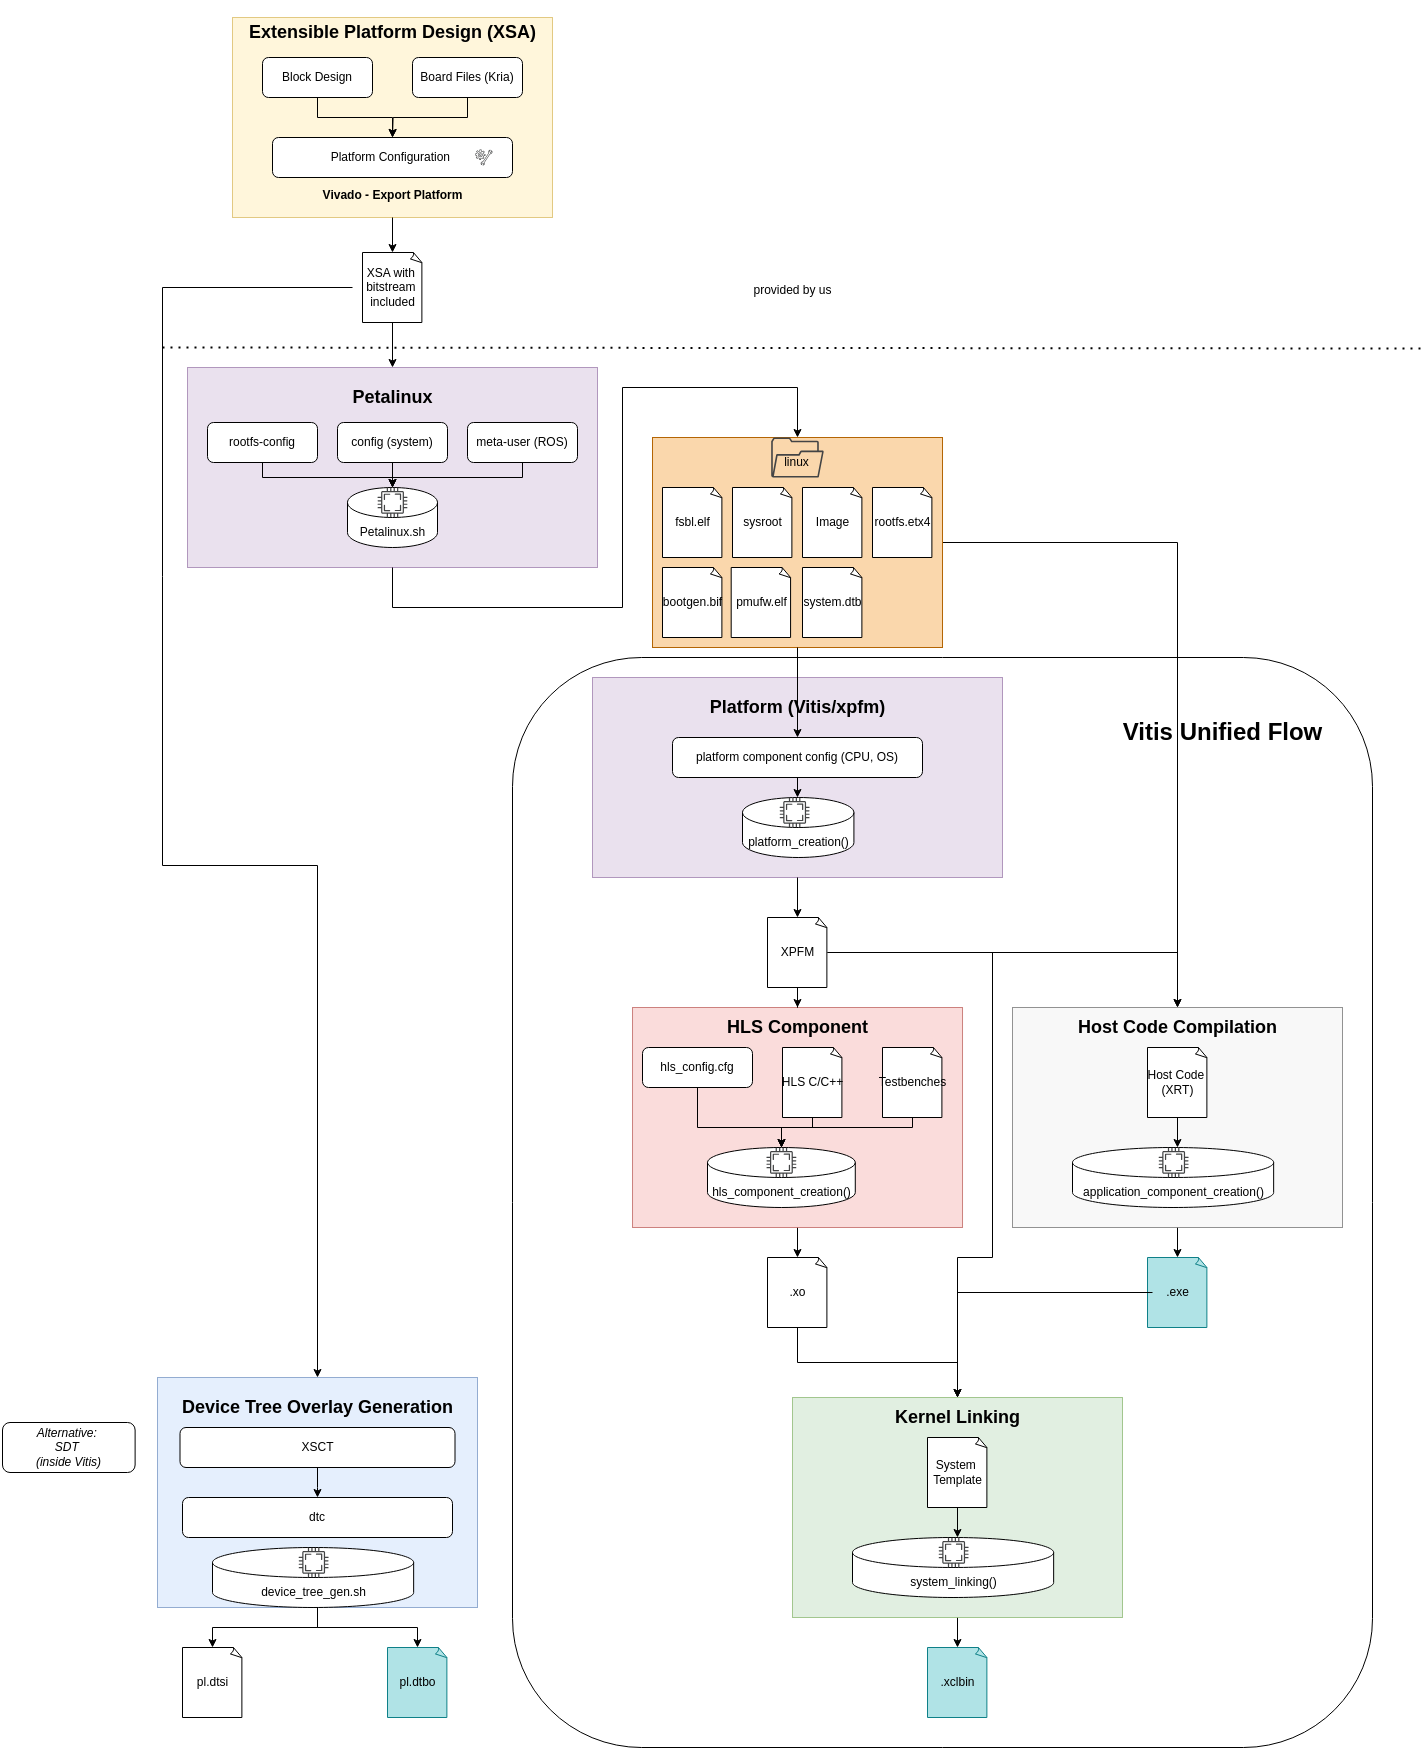 Extensible Platform Design (XSA)
Block Design
Board Files (Kria)
Platform Configuration
Vivado - Export Platform
XSA with
bitstream
included
provided by us
Petalinux
rootfs-config
config (system)
meta-user (ROS)
Petalinux.sh
linux
fsbl.elf
sysroot
Image
rootfs.etx4
bootgen.bif
pmufw.elf
system.dtb
Vitis Unified Flow
Platform (Vitis/xpfm)
platform component config (CPU, OS)
platform_creation()
XPFM
HLS Component
hls_config.cfg
HLS C/C++
Testbenches
hls_component_creation()
Host Code Compilation
Host Code
(XRT)
application_component_creation()
.xo
.exe
Device Tree Overlay Generation
XSCT
dtc
device_tree_gen.sh
Alternative:
SDT
(inside Vitis)
Kernel Linking
System
Template
system_linking()
pl.dtsi
pl.dtbo
.xclbin